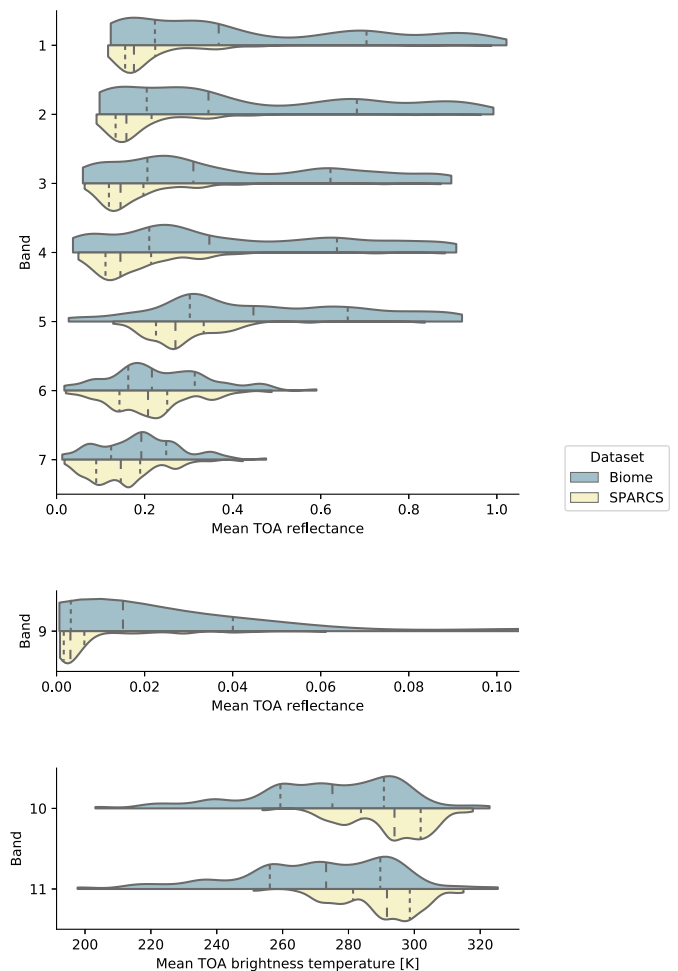 1
2
3
Band
4
5
6
7
0.0 0.2 0.4 0.6 0.8 1.0
Mean TOA reflectance
Dataset
Biome
SPARCS
Band
9
0.00 0.02 0.04 0.06 0.08 0.10
Mean TOA reflectance
10
Band
11
200 220 240 260 280 300 320
Mean TOA brightness temperature [K]